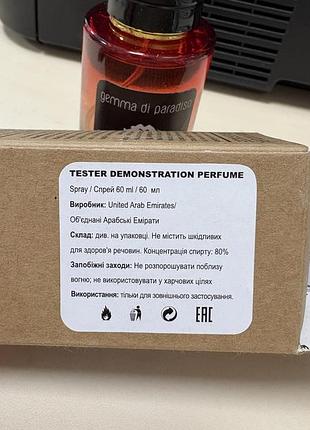 gemma di paradiso
TESTER DEMONSTRATION PERFUME
Spray / Спрей 60 ml / 60 мл
Виробник: United Arab Emirates/
Об'єднані Арабські Емірати
Склад: див. на упаковці. Не містить шкідливих
для здоров'я речовин. Концентрація спирту: 80%
Запобіжні заходи: Не розпорошувати поблизу
вогню; не використовувати у харчових цілях
Використання: тільки для зовнішнього застосування.
EAC